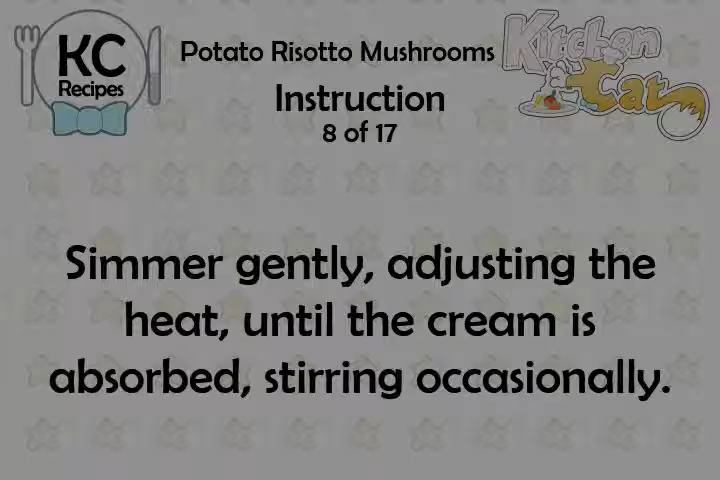 KC
Recipes
Potato Risotto Mushrooms
Kitchen
Cat
Instruction
8 of 17
Simmer gently, adjusting the
heat, until the cream is
absorbed, stirring occasionally.